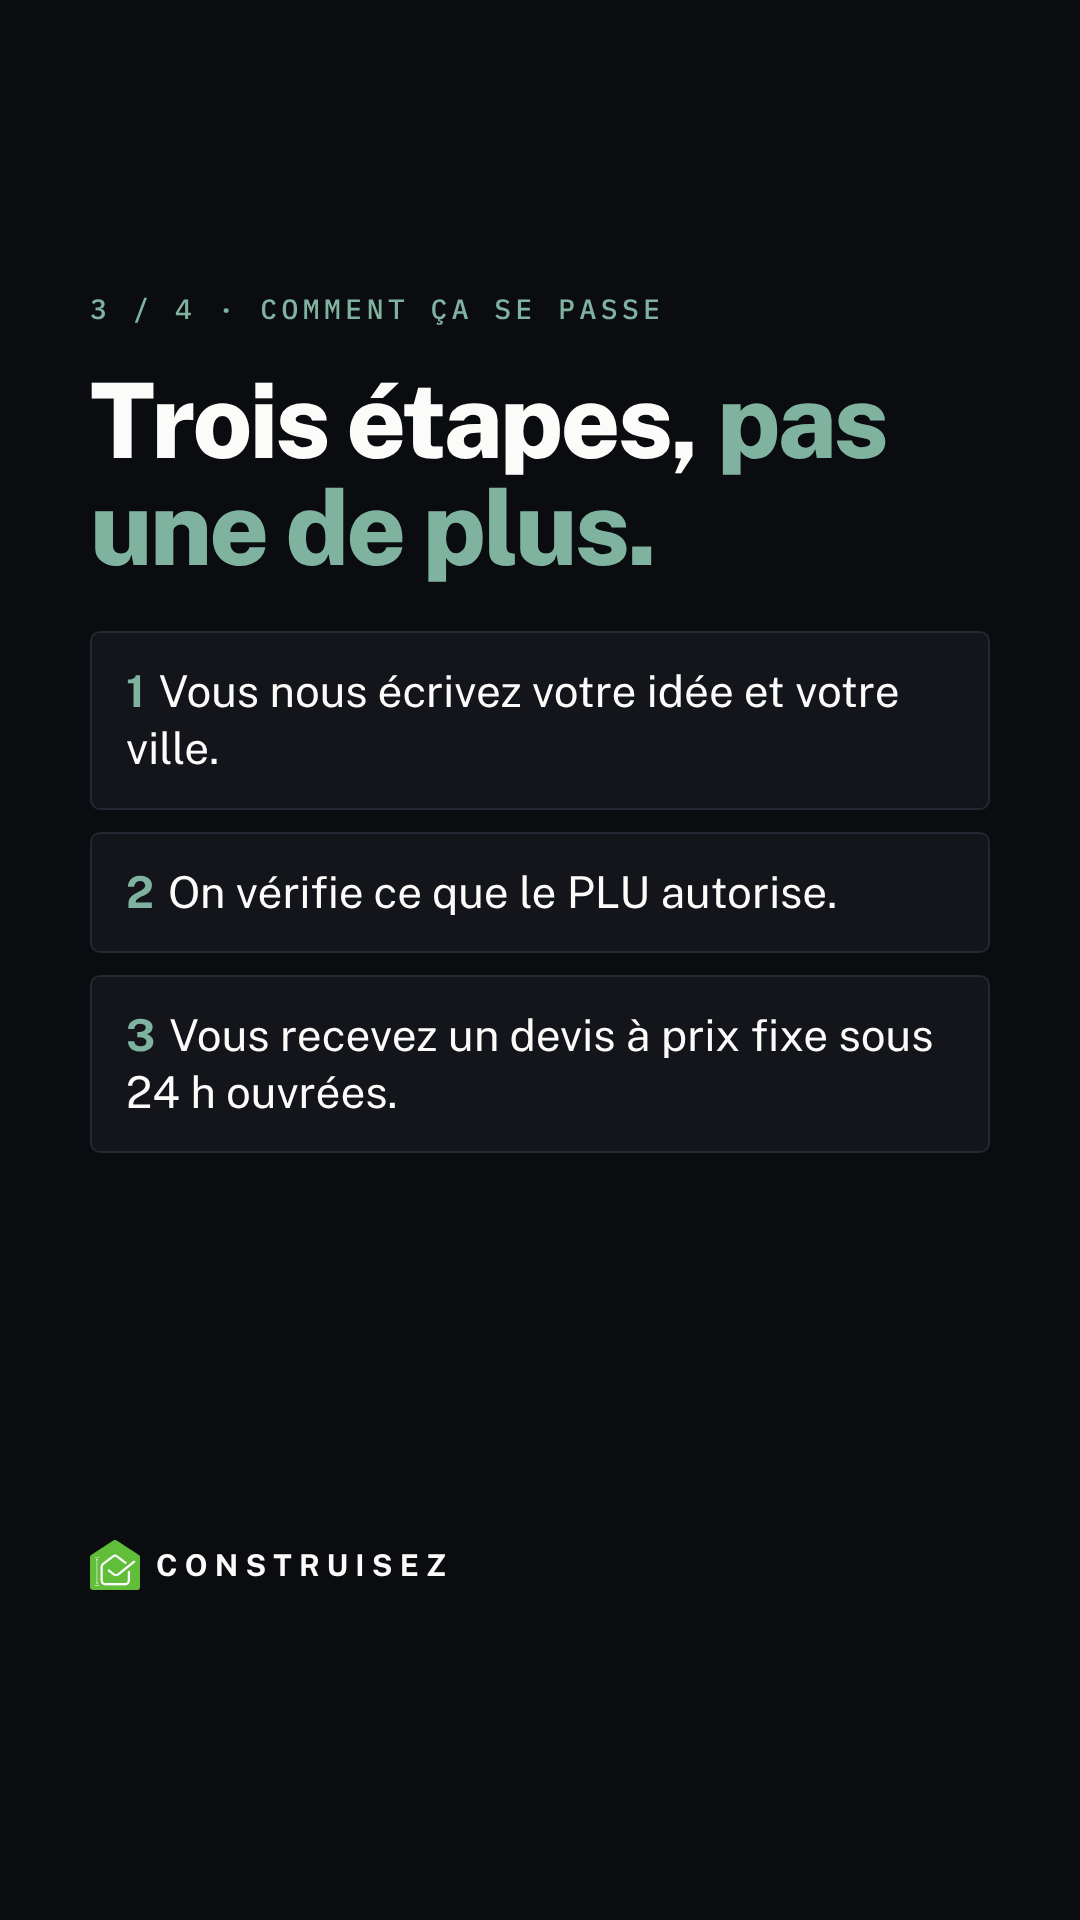 3 / 4 · COMMENT ÇA SE PASSE
Trois étapes, pas
une de plus.
1 Vous nous écrivez votre idée et votre
ville.
2 On vérifie ce que le PLU autorise.
3 Vous recevez un devis à prix fixe sous
24 h ouvrées.
CONSTRUISEZ